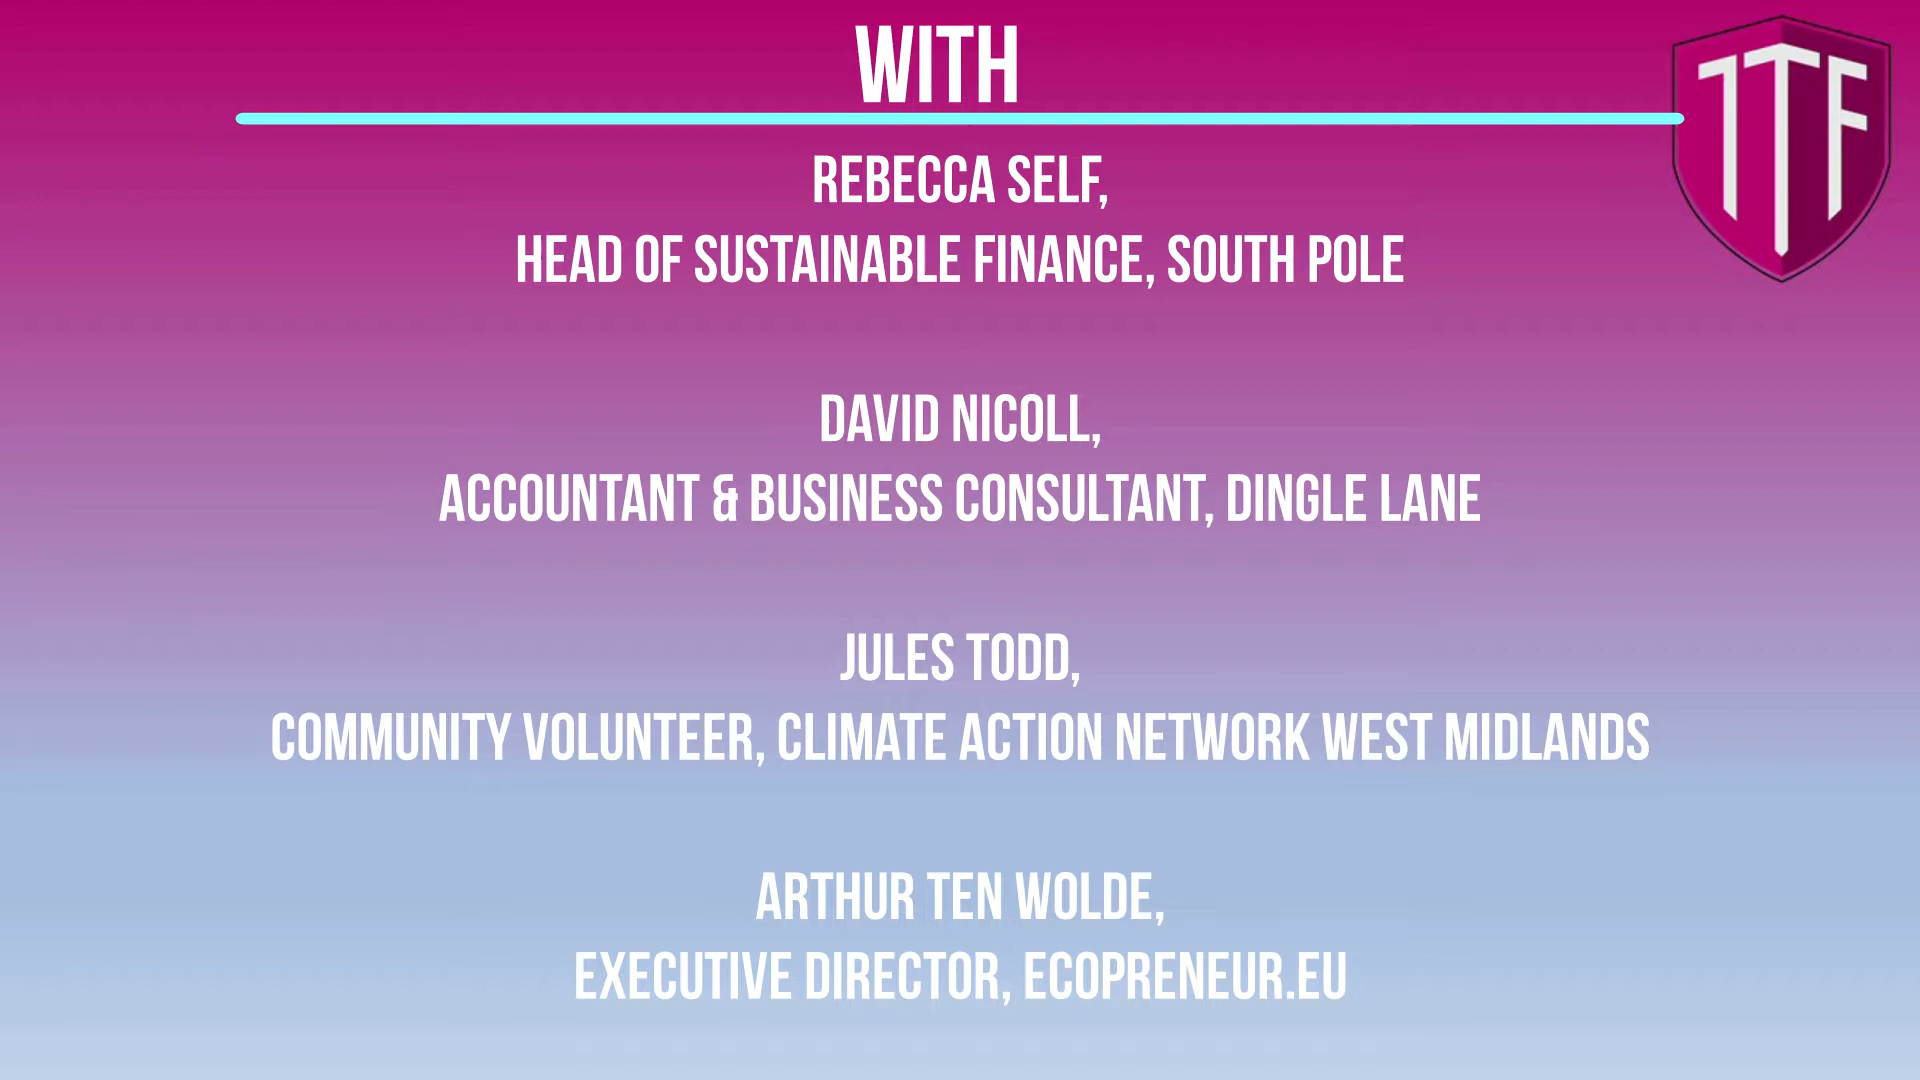 WITH
TTF
REBECCA SELF,
HEAD OF SUSTAINABLE FINANCE, SOUTH POLE
DAVID NICOLL,
ACCOUNTANT & BUSINESS CONSULTANT, DINGLE LANE
JULES TODD,
COMMUNITY VOLUNTEER, CLIMATE ACTION NETWORK WEST MIDLANDS
ARTHUR TEN WOLDE,
EXECUTIVE DIRECTOR, ECOPRENEUR.EU